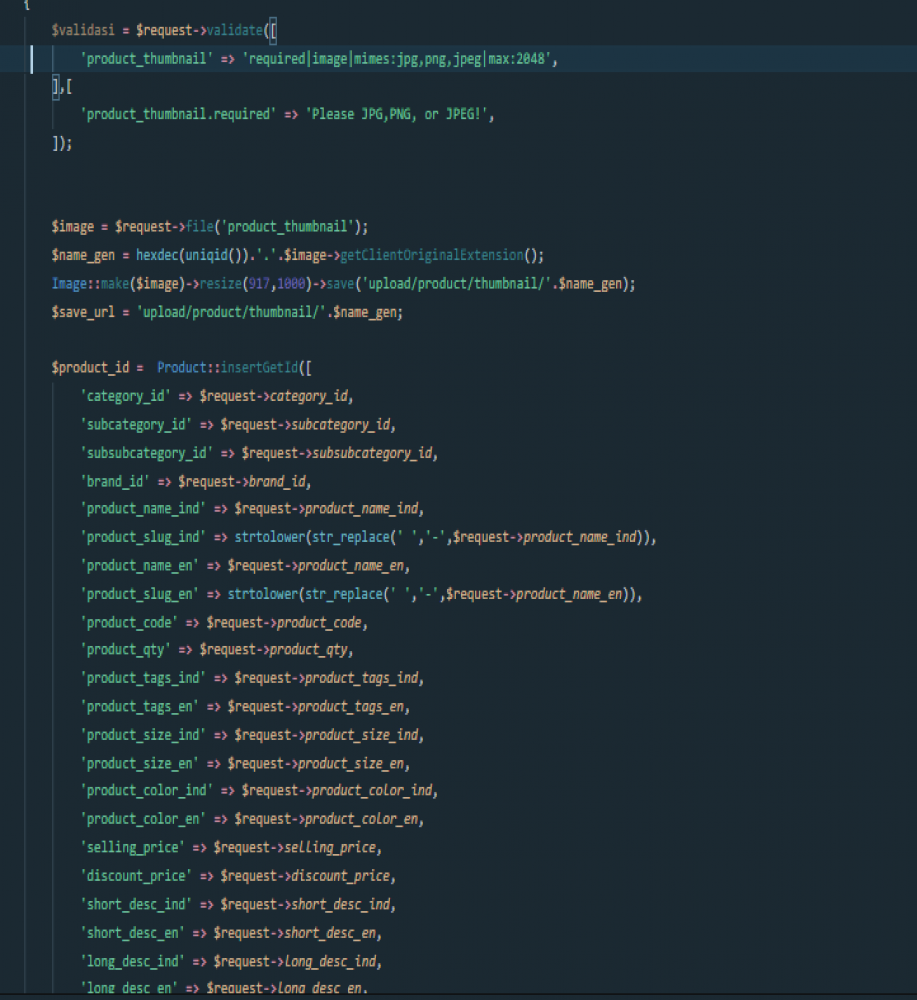 {
$validasi = $request->validate([
'product_thumbnail' => 'required|image|mimes:jpg,png,jpeg|max:2048',
],[
'product_thumbnail.required' => 'Please JPG,PNG, or JPEG!',
]);
$image = $request->file('product_thumbnail');
$name_gen = hexdec(uniqid()).'.'.$image->getClientOriginalExtension();
Image::make($image)->resize(917,1000)->save('upload/product/thumbnail/'.$name_gen);
$save_url = 'upload/product/thumbnail/'.$name_gen;
$product_id =  Product::insertGetId([
'category_id' => $request->category_id,
'subcategory_id' => $request->subcategory_id,
'subsubcategory_id' => $request->subsubcategory_id,
'brand_id' => $request->brand_id,
'product_name_ind' => $request->product_name_ind,
'product_slug_ind' => strtolower(str_replace(' ','-',$request->product_name_ind)),
'product_name_en' => $request->product_name_en,
'product_slug_en' => strtolower(str_replace(' ','-',$request->product_name_en)),
'product_code' => $request->product_code,
'product_qty' => $request->product_qty,
'product_tags_ind' => $request->product_tags_ind,
'product_tags_en' => $request->product_tags_en,
'product_size_ind' => $request->product_size_ind,
'product_size_en' => $request->product_size_en,
'product_color_ind' => $request->product_color_ind,
'product_color_en' => $request->product_color_en,
'selling_price' => $request->selling_price,
'discount_price' => $request->discount_price,
'short_desc_ind' => $request->short_desc_ind,
'short_desc_en' => $request->short_desc_en,
'long_desc_ind' => $request->long_desc_ind,
'long_desc_en' => $request->long_desc_en,